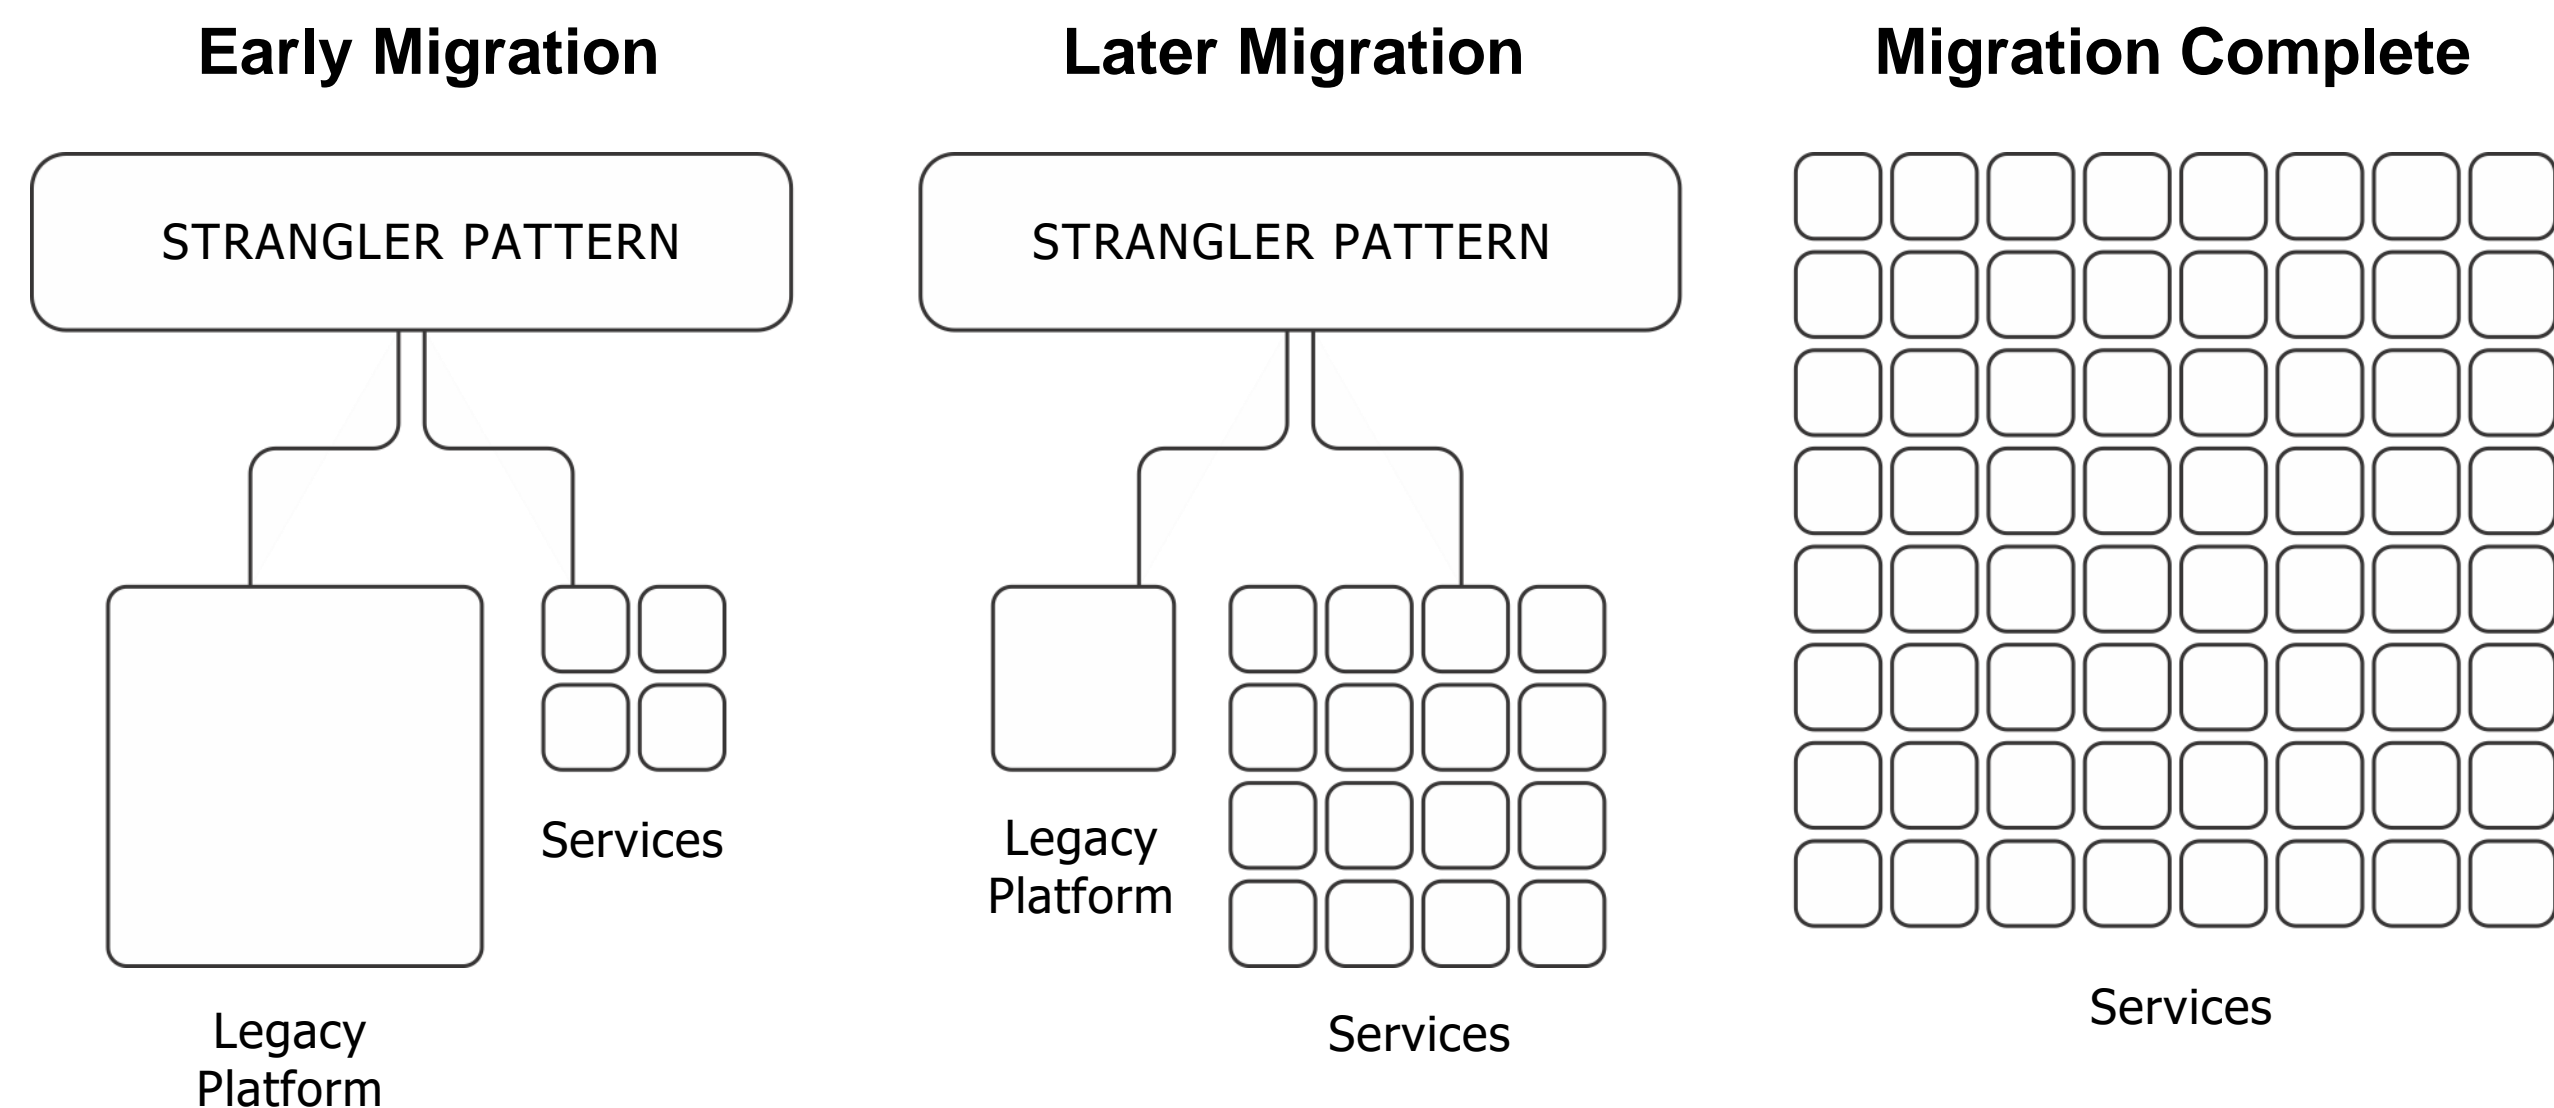 Early Migration
Later Migration
Migration Complete
STRANGLER PATTERN
STRANGLER PATTERN
Services
Legacy
Platform
Legacy
Platform
Services
Services